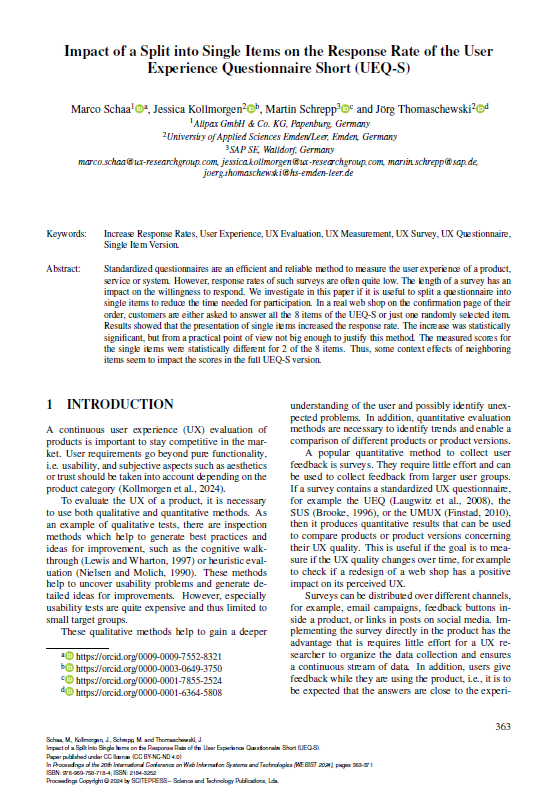 Impact of a Split into Single Items on the Response Rate of the User
Experience Questionnaire Short (UEQ-S)
Marco Schaa1 a, Jessica Kollmorgen2 b, Martin Schrepp3 c and Jörg Thomaschewski2 d
1Allpax GmbH & Co. KG, Papenburg, Germany
2University of Applied Sciences Emden/Leer, Emden, Germany
3SAP SE, Walldorf, Germany
marco.schaa@ux-researchgroup.com, jessica.kollmorgen@ux-researchgroup.com, martin.schrepp@sap.de,
joerg.thomaschewski@hs-emden-leer.de
Keywords: Increase Response Rates, User Experience, UX Evaluation, UX Measurement, UX Survey, UX Questionnaire,
Single Item Version.
Abstract: Standardized questionnaires are an efficient and reliable method to measure the user experience of a product,
service or system. However, response rates of such surveys are often quite low. The length of a survey has an
impact on the willingness to respond. We investigate in this paper if it is useful to split a questionnaire into
single items to reduce the time needed for participation. In a real web shop on the confirmation page of their
order, customers are either asked to answer all the 8 items of the UEQ-S or just one randomly selected item.
Results showed that the presentation of single items increased the response rate. The increase was statistically
significant, but from a practical point of view not big enough to justify this method. The measured scores for
the single items were statistically different for 2 of the 8 items. Thus, some context effects of neighboring
items seem to impact the scores in the full UEQ-S version.
1 INTRODUCTION
A continuous user experience (UX) evaluation of
products is important to stay competitive in the mar-
ket. User requirements go beyond pure functionality,
i.e. usability, and subjective aspects such as aesthetics
or trust should be taken into account depending on the
product category (Kollmorgen et al., 2024).
To evaluate the UX of a product, it is necessary
to use both qualitative and quantitative methods. As
an example of qualitative tests, there are inspection
methods which help to generate best practices and
ideas for improvement, such as the cognitive walk-
through (Lewis and Wharton, 1997) or heuristic eval-
uation (Nielsen and Molich, 1990). These methods
help to uncover usability problems and generate de-
tailed ideas for improvements. However, especially
usability tests are quite expensive and thus limited to
small target groups.
These qualitative methods help to gain a deeper
a https://orcid.org/0009-0009-7552-8321
b https://orcid.org/0000-0003-0649-3750
c https://orcid.org/0000-0001-7855-2524
d https://orcid.org/0000-0001-6364-5808
understanding of the user and possibly identify unex-
pected problems. In addition, quantitative evaluation
methods are necessary to identify trends and enable a
comparison of different products or product versions.
A popular quantitative method to collect user
feedback is surveys. They require little effort and can
be used to collect feedback from larger user groups.
If a survey contains a standardized UX questionnaire,
for example the UEQ (Laugwitz et al., 2008), the
SUS (Brooke, 1996), or the UMUX (Finstad, 2010),
then it produces quantitative results that can be used
to compare products or product versions concerning
their UX quality. This is useful if the goal is to mea-
sure if the UX quality changes over time, for example
to check if a redesign of a web shop has a positive
impact on its perceived UX.
Surveys can be distributed over different channels,
for example, email campaigns, feedback buttons in-
side a product, or links in posts on social media. Im-
plementing the survey directly in the product has the
advantage that is requires little effort for a UX re-
searcher to organize the data collection and ensures
a continuous stream of data. In addition, users give
feedback while they are using the product, i.e., it is to
be expected that the answers are close to the experi-
363
Schaa, M., Kollmorgen, J., Schrepp, M. and Thomaschewski, J.
Impact of a Split into Single Items on the Response Rate of the User Experience Questionnaire Short (UEQ-S).
Paper published under CC license (CC BY-NC-ND 4.0)
In Proceedings of the 20th International Conference on Web Information Systems and Technologies (WEBIST 2024), pages 363-371
ISBN: 978-989-758-718-4; ISSN: 2184-3252
Proceedings Copyright © 2024 by SCITEPRESS – Science and Technology Publications, Lda.